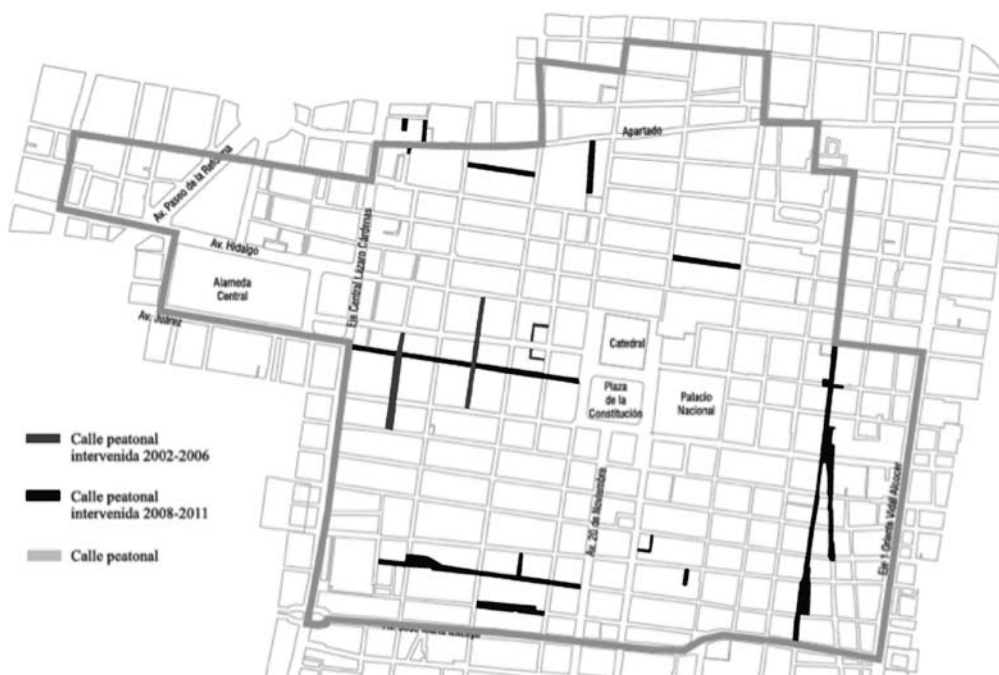 Apartado
Av. Paseo de la Reforma
Av. Hidalgo
Eje Central Lázaro Cárdenas
Alameda
Central
Av. Juárez
Catedral
Plaza
de la
Constitución
Palacio
Nacional
Calle peatonal
intervenida 2002-2006
Calle peatonal
intervenida 2008-2011
Calle peatonal
Av. 20 de Noviembre
Eje 1 Oriente Vidal Alcocer